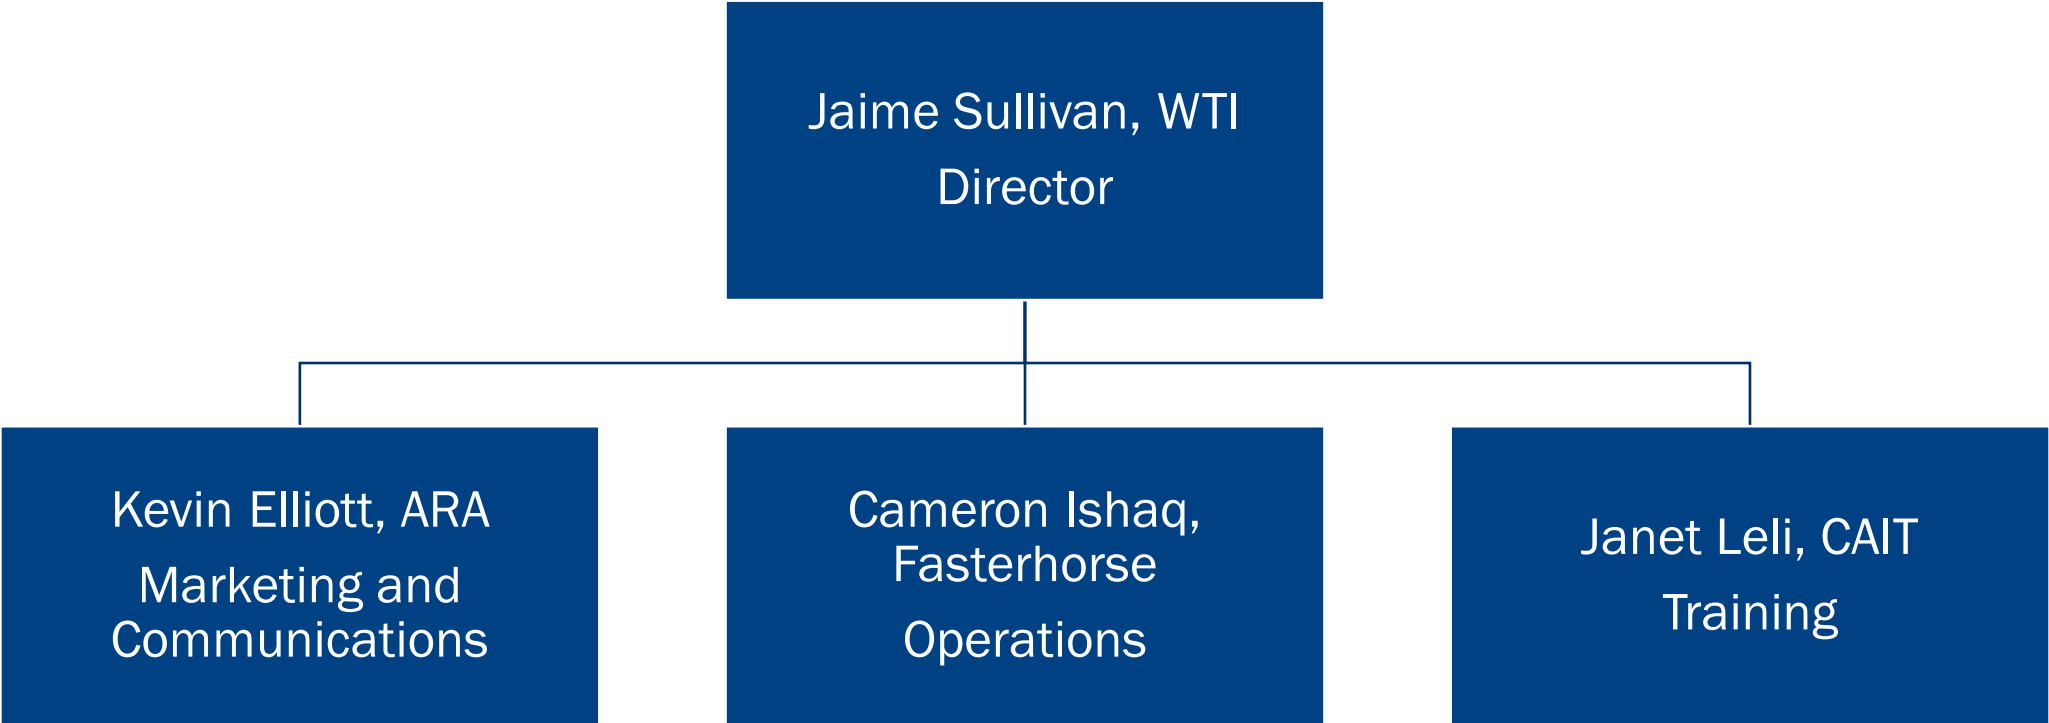 Jaime Sullivan, WTI
Director
Kevin Elliott, ARA
Marketing and
Communications
Cameron Ishaq,
Fasterhorse
Operations
Janet Leli, CAIT
Training